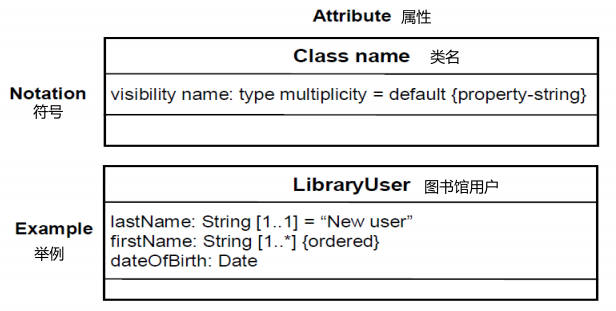 Attribute 属性
Class name 类名
Notation
符号
visibility name: type multiplicity = default {property-string}
LibraryUser 图书馆用户
Example
举例
lastName: String [1..1] = “New user”
firstName: String [1..*] {ordered}
dateOfBirth: Date